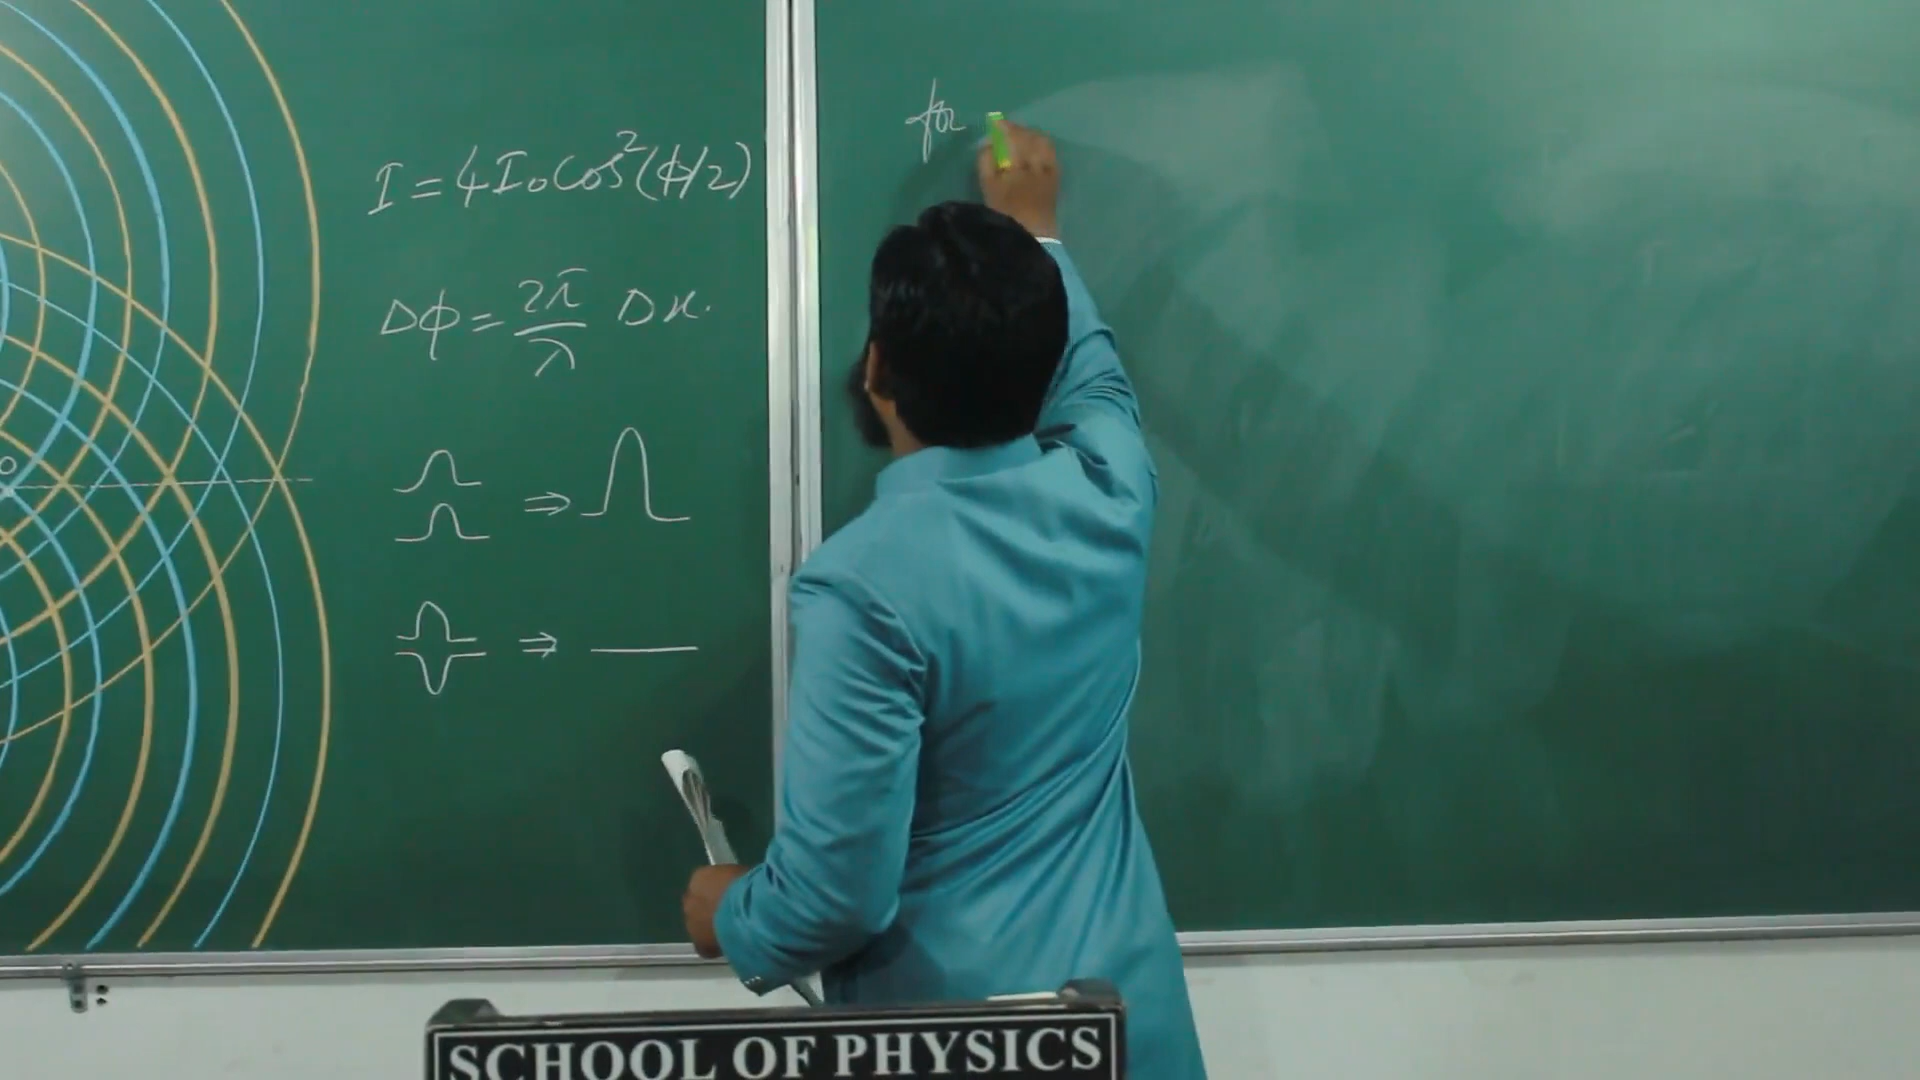 I = 4I₀Cos²(ϕ/2)
Δϕ = 2π/λ Δx.
⇒
⇒
for
SCHOOL OF PHYSICS